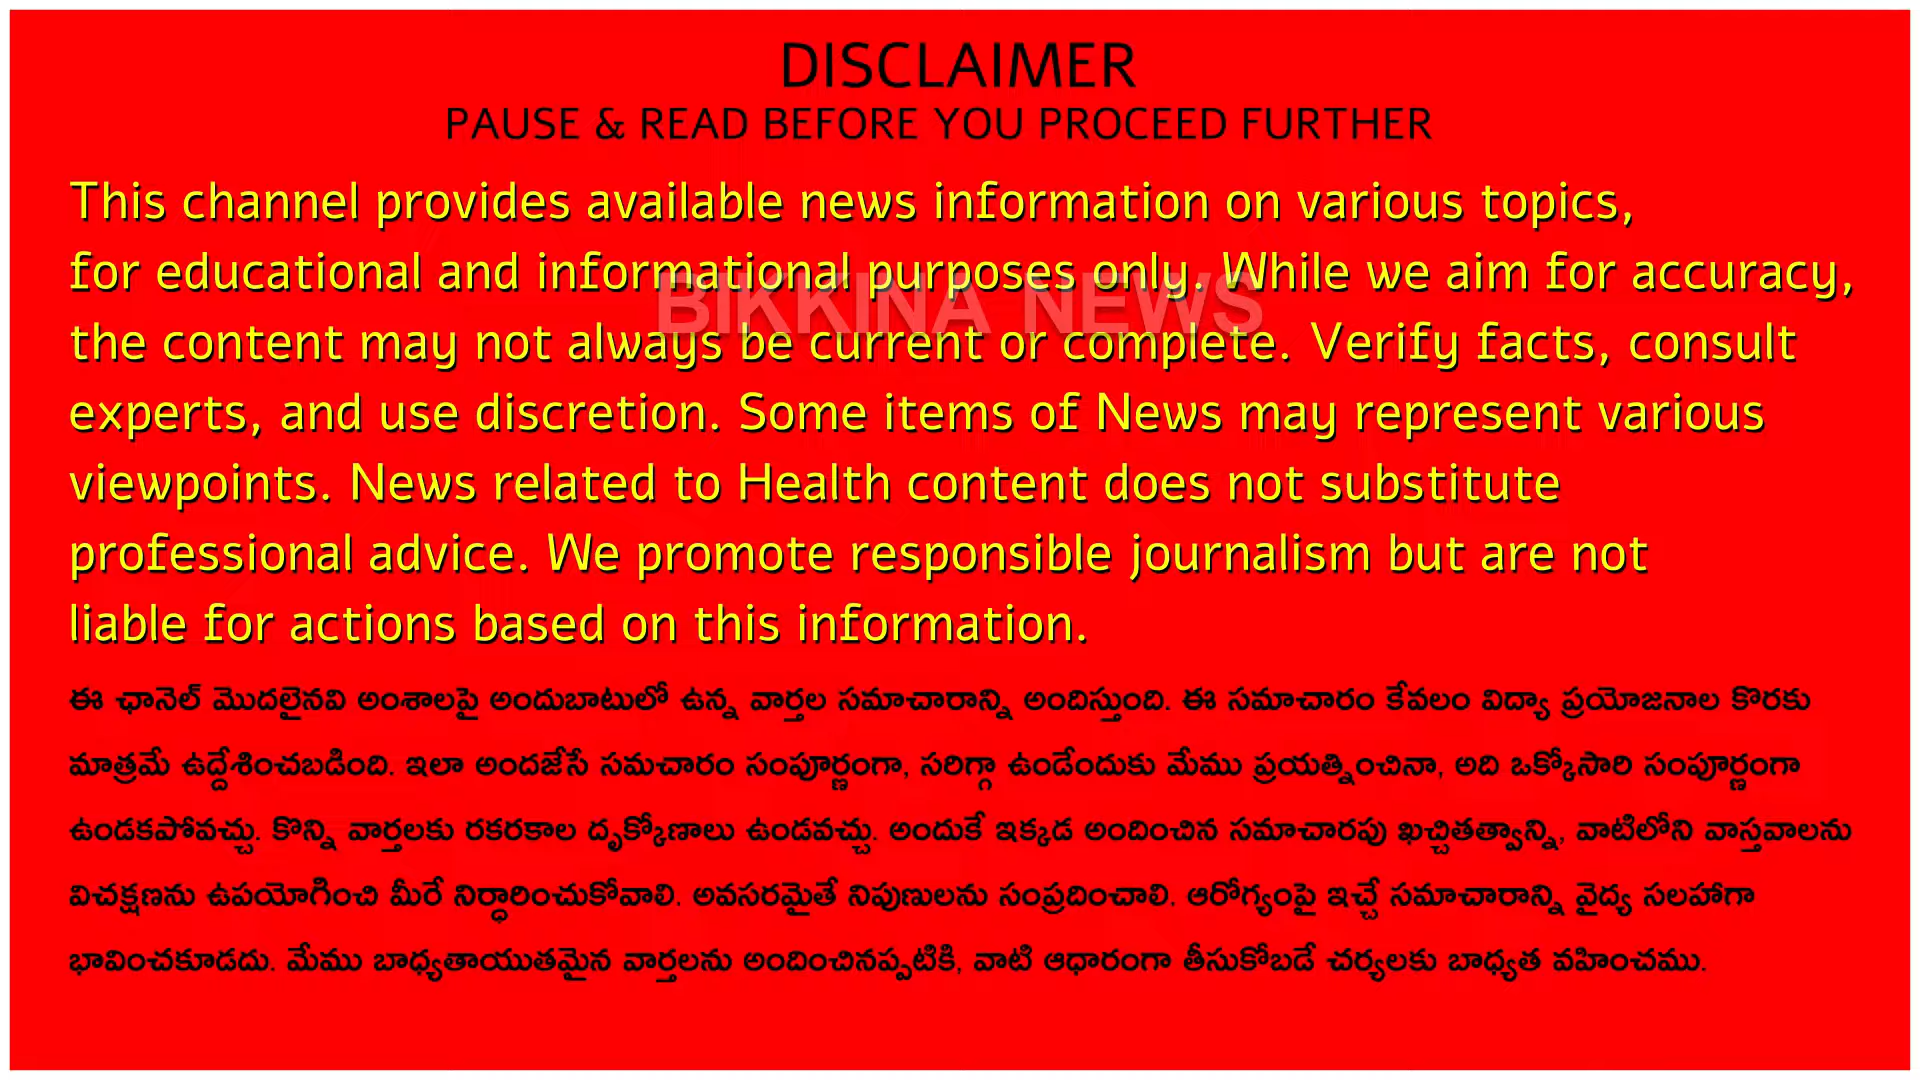 DISCLAIMER
PAUSE & READ BEFORE YOU PROCEED FURTHER
This channel provides available news information on various topics,
for educational and informational purposes only. While we aim for accuracy,
BIKKINA NEWS
the content may not always be current or complete. Verify facts, consult
experts, and use discretion. Some items of News may represent various
viewpoints. News related to Health content does not substitute
professional advice. We promote responsible journalism but are not
liable for actions based on this information.
ఈ ఛానెల్ మొదలైనవి అంశాలపై అందుబాటులో ఉన్న వార్తల సమాచారాన్ని అందిస్తుంది. ఈ సమాచారం కేవలం విద్యా ప్రయోజనాల కొరకు
మాత్రమే ఉద్దేశించబడింది. ఇలా అందజేసే సమచారం సంపూర్ణంగా, సరిగ్గా ఉండేందుకు మేము ప్రయత్నించినా, అది ఒక్కోసారి సంపూర్ణంగా
ఉండకపోవచ్చు. కొన్ని వార్తలకు రకరకాల దృక్కోణాలు ఉండవచ్చు. అందుకే ఇక్కడ అందించిన సమాచారపు ఖచ్చితత్వాన్ని, వాటిలోని వాస్తవాలను
విచక్షణను ఉపయోగించి మీరే నిర్ధారించుకోవాలి. అవసరమైతే నిపుణులను సంప్రదించాలి. ఆరోగ్యంపై ఇచ్చే సమాచారాన్ని వైద్య సలహాగా
భావించకూడదు. మేము బాధ్యతాయుతమైన వార్తలను అందించినప్పటికి, వాటి ఆధారంగా తీసుకోబడే చర్యలకు బాధ్యత వహించము.